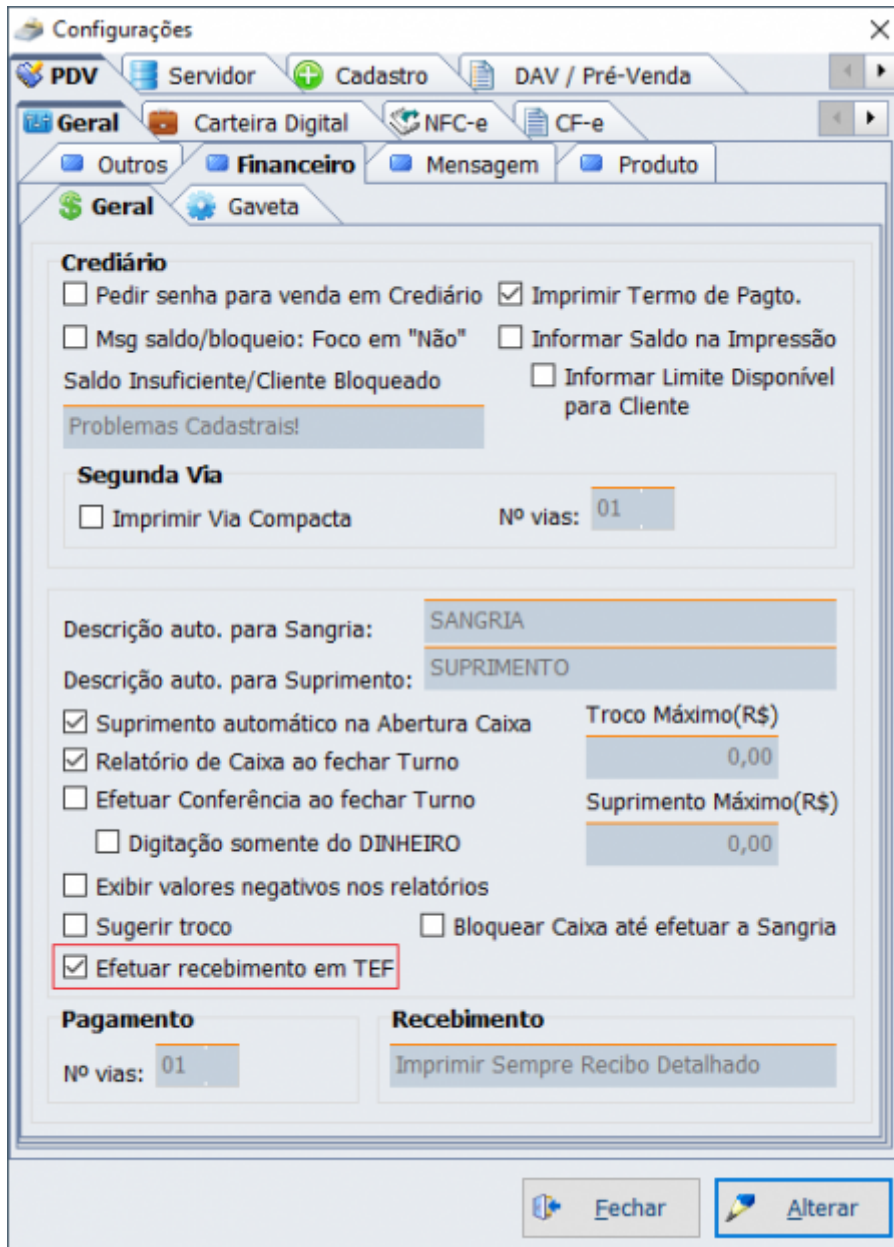 Configurações
PDV Servidor Cadastro DAV / Pré-Venda
Geral Carteira Digital NFC-e CF-e
Outros Financeiro Mensagem Produto
Geral Gaveta
Crediário
Pedir senha para venda em Crediário Imprimir Termo de Pagto.
Msg saldo/bloqueio: Foco em "Não" Informar Saldo na Impressão
Saldo Insuficiente/Cliente Bloqueado Informar Limite Disponível
para Cliente
Problemas Cadastrais!
Segunda Via
Imprimir Via Compacta Nº vias: 01
Descrição auto. para Sangria: SANGRIA
Descrição auto. para Suprimento: SUPRIMENTO
Suprimento automático na Abertura Caixa Troco Máximo(R$)
Relatório de Caixa ao fechar Turno 0,00
Efetuar Conferência ao fechar Turno Suprimento Máximo(R$)
Digitação somente do DINHEIRO 0,00
Exibir valores negativos nos relatórios
Sugerir troco Bloquear Caixa até efetuar a Sangria
Efetuar recebimento em TEF
Pagamento Recebimento
Nº vias: 01 Imprimir Sempre Recibo Detalhado
Fechar Alterar